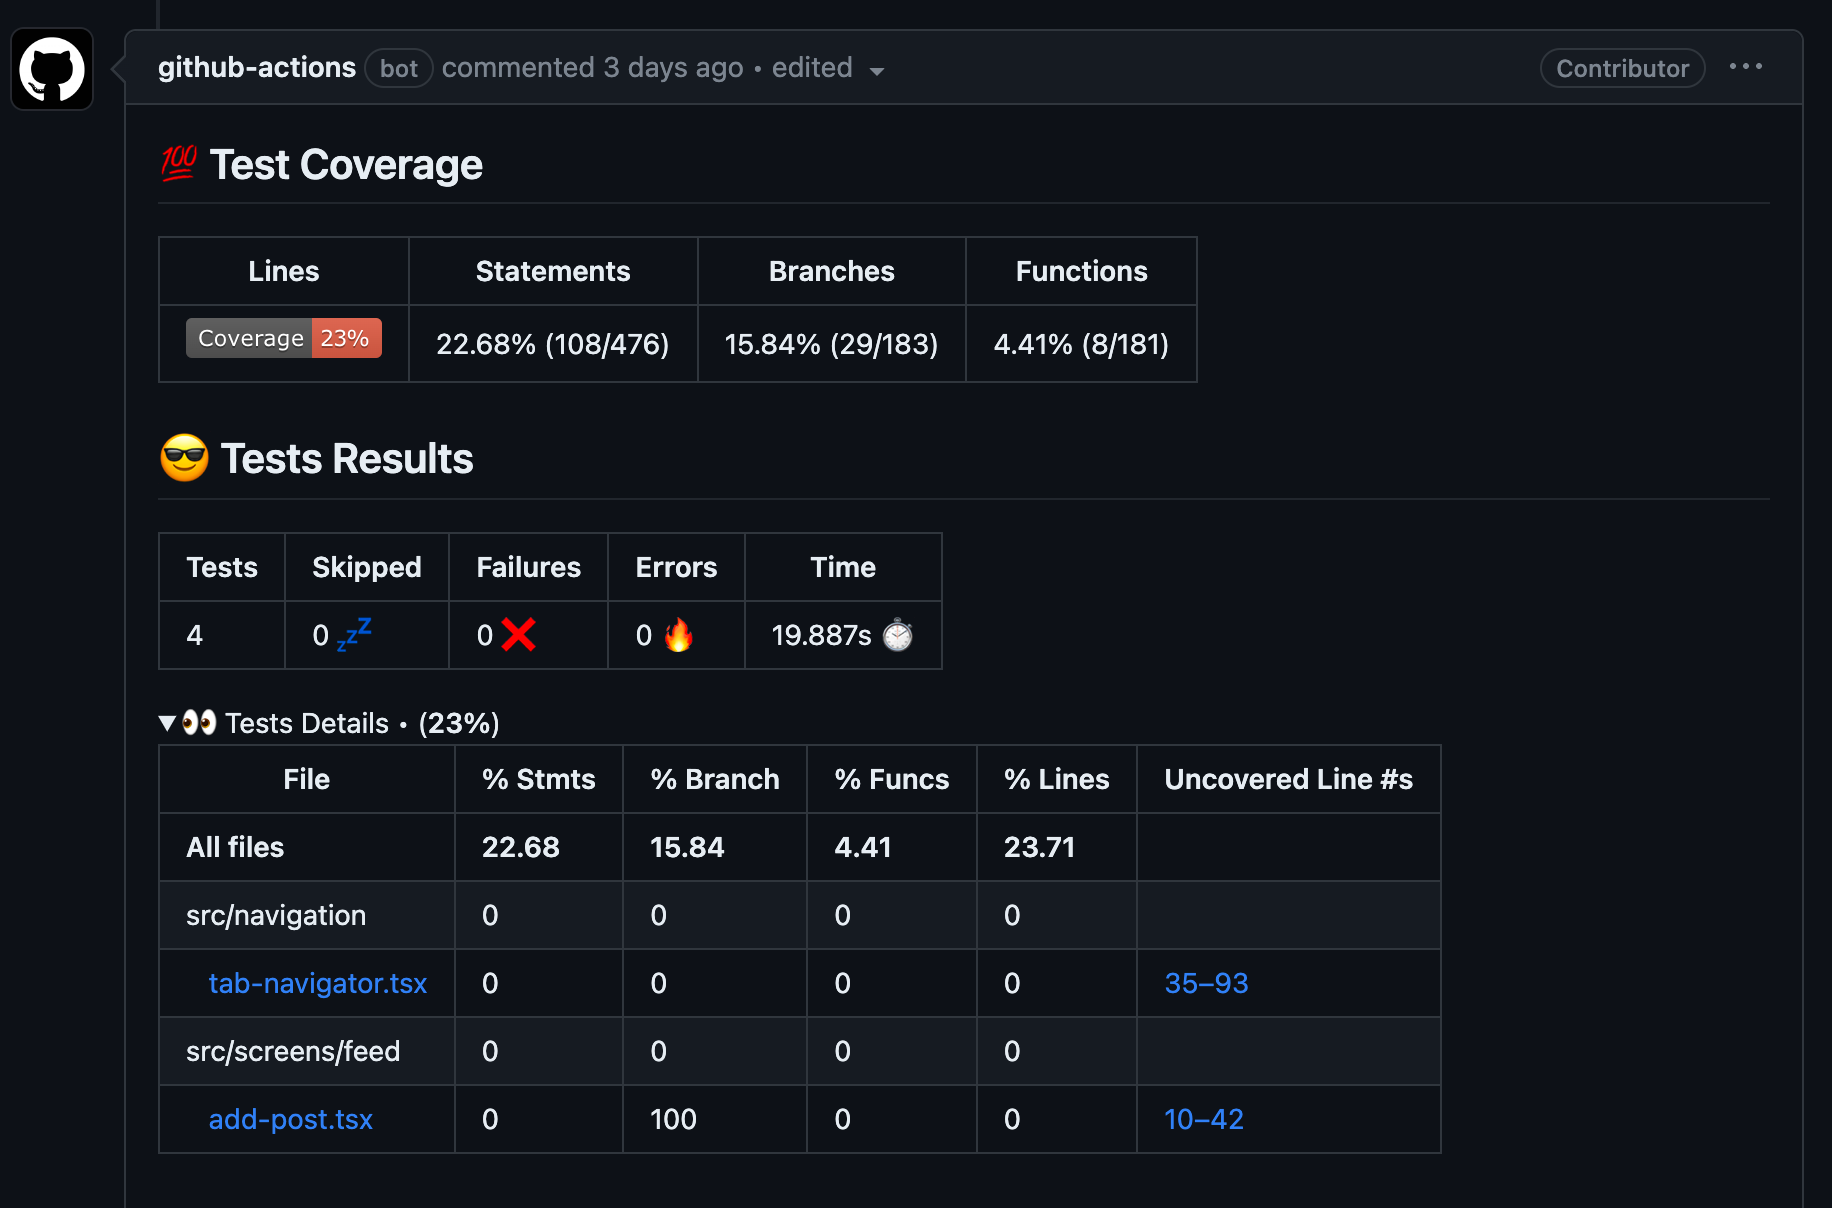 github-actions bot commented 3 days ago • edited Contributor ...
💯 Test Coverage
Lines Statements Branches Functions
Coverage 23% 22.68% (108/476) 15.84% (29/183) 4.41% (8/181)
😎 Tests Results
Tests Skipped Failures Errors Time
4 0 💤 0 ❌ 0 🔥 19.887s ⏱
▼ 👀 Tests Details • (23%)
File % Stmts % Branch % Funcs % Lines Uncovered Line #s
All files 22.68 15.84 4.41 23.71
src/navigation 0 0 0 0
tab-navigator.tsx 0 0 0 0 35–93
src/screens/feed 0 0 0 0
add-post.tsx 0 100 0 0 10–42